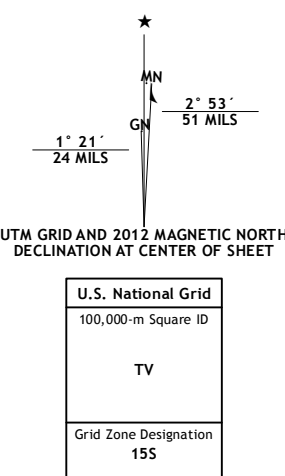 MN
2° 53´
51 MILS
GN
1° 21´
24 MILS
UTM GRID AND 2012 MAGNETIC NORTH
DECLINATION AT CENTER OF SHEET
U.S. National Grid
100,000-m Square ID
TV
Grid Zone Designation
15S